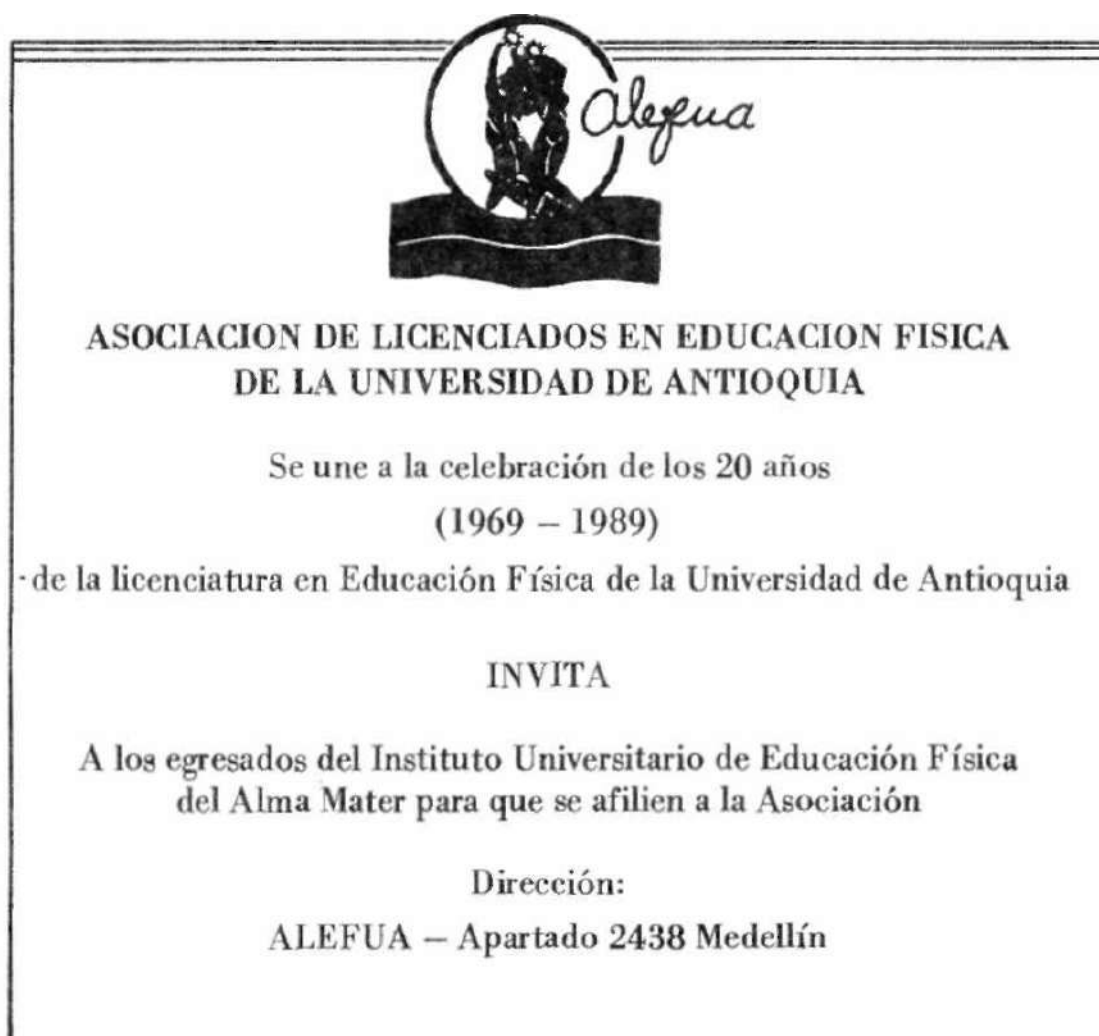 Alefua
ASOCIACION DE LICENCIADOS EN EDUCACION FISICA
DE LA UNIVERSIDAD DE ANTIOQUIA
Se une a la celebración de los 20 años
(1969 – 1989)
de la licenciatura en Educación Física de la Universidad de Antioquia
INVITA
A los egresados del Instituto Universitario de Educación Física
del Alma Mater para que se afilien a la Asociación
Dirección:
ALEFUA – Apartado 2438 Medellín